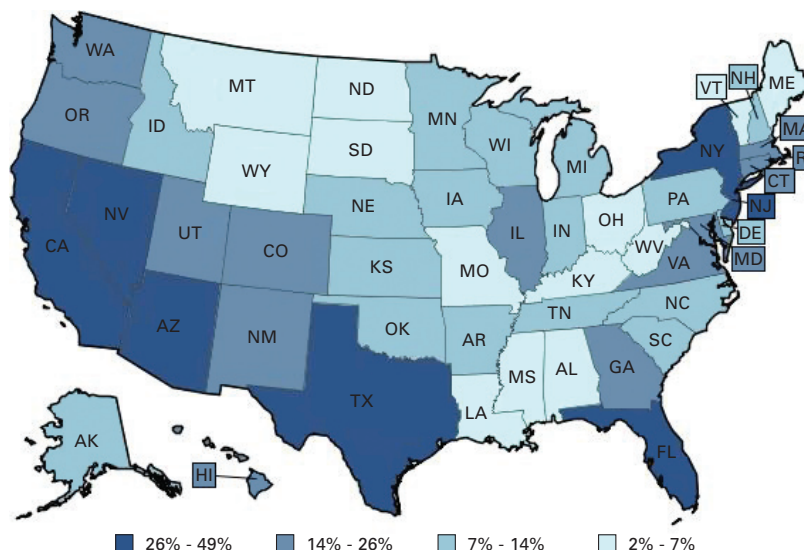 WA
MT
ND
MN
VT
NH
ME
OR
ID
WY
SD
WI
MI
NY
MA
R
CT
NV
UT
CO
NE
IA
IL
IN
OH
PA
NJ
DE
MD
CA
AZ
NM
KS
MO
KY
WV
VA
OK
AR
TN
NC
SC
TX
LA
MS
AL
GA
FL
AK
HI
26% - 49%
14% - 26%
7% - 14%
2% - 7%